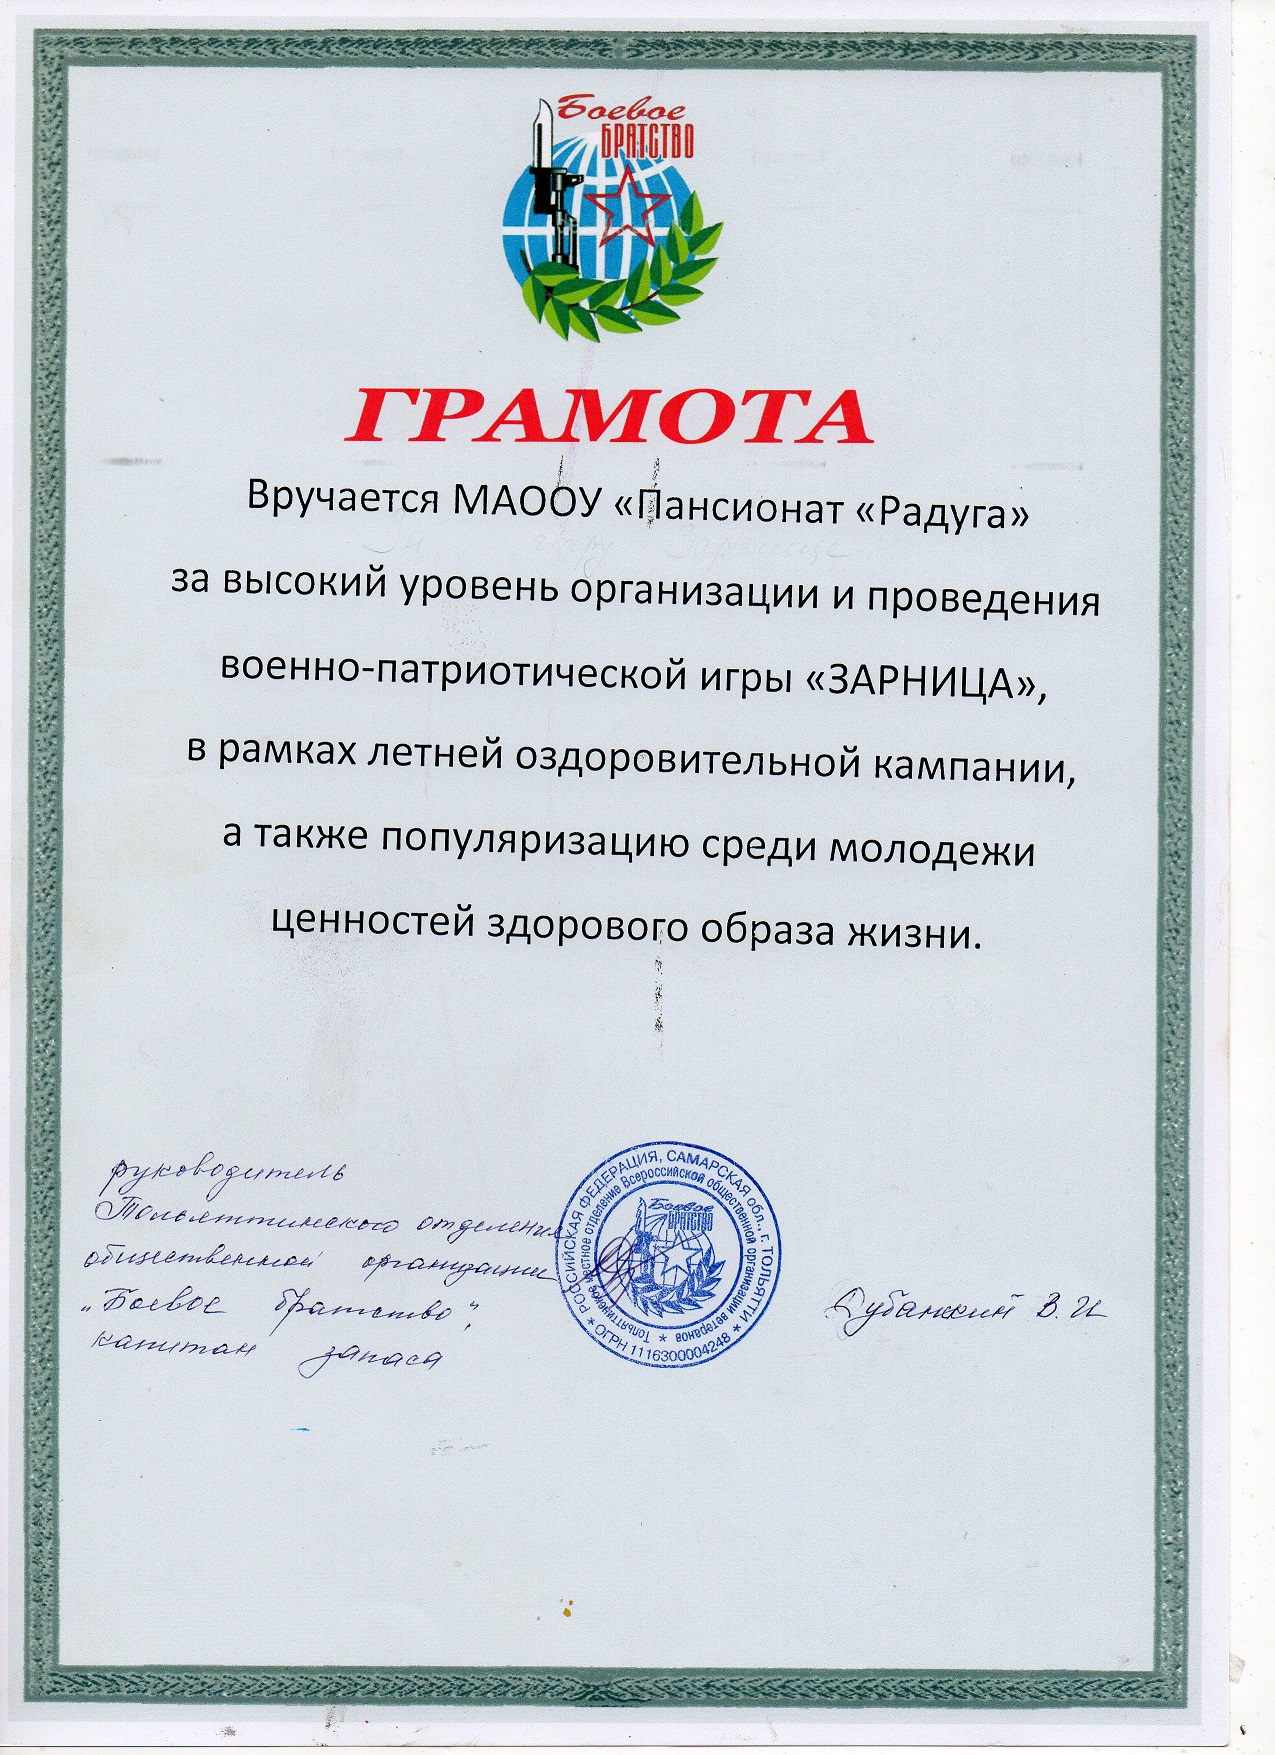 Боевое
БРАТСТВО
ГРАМОТА
Вручается МАООУ «Пансионат «Радуга»
за высокий уровень организации и проведения
военно-патриотической игры «ЗАРНИЦА»,
в рамках летней оздоровительной кампании,
а также популяризацию среди молодежи
ценностей здорового образа жизни.
руководитель
Тольяттинского отделения
общественной организации
„Боевое братство",
капитан запаса
РОССИЙСКАЯ ФЕДЕРАЦИЯ, САМАРСКАЯ обл., г. ТОЛЬЯТТИ
* ОГРН 1116300004248 *
Тольяттинское местное отделение Всероссийской общественной организации ветеранов *
Боевое
БРАТСТВО
Дубанкин В. И